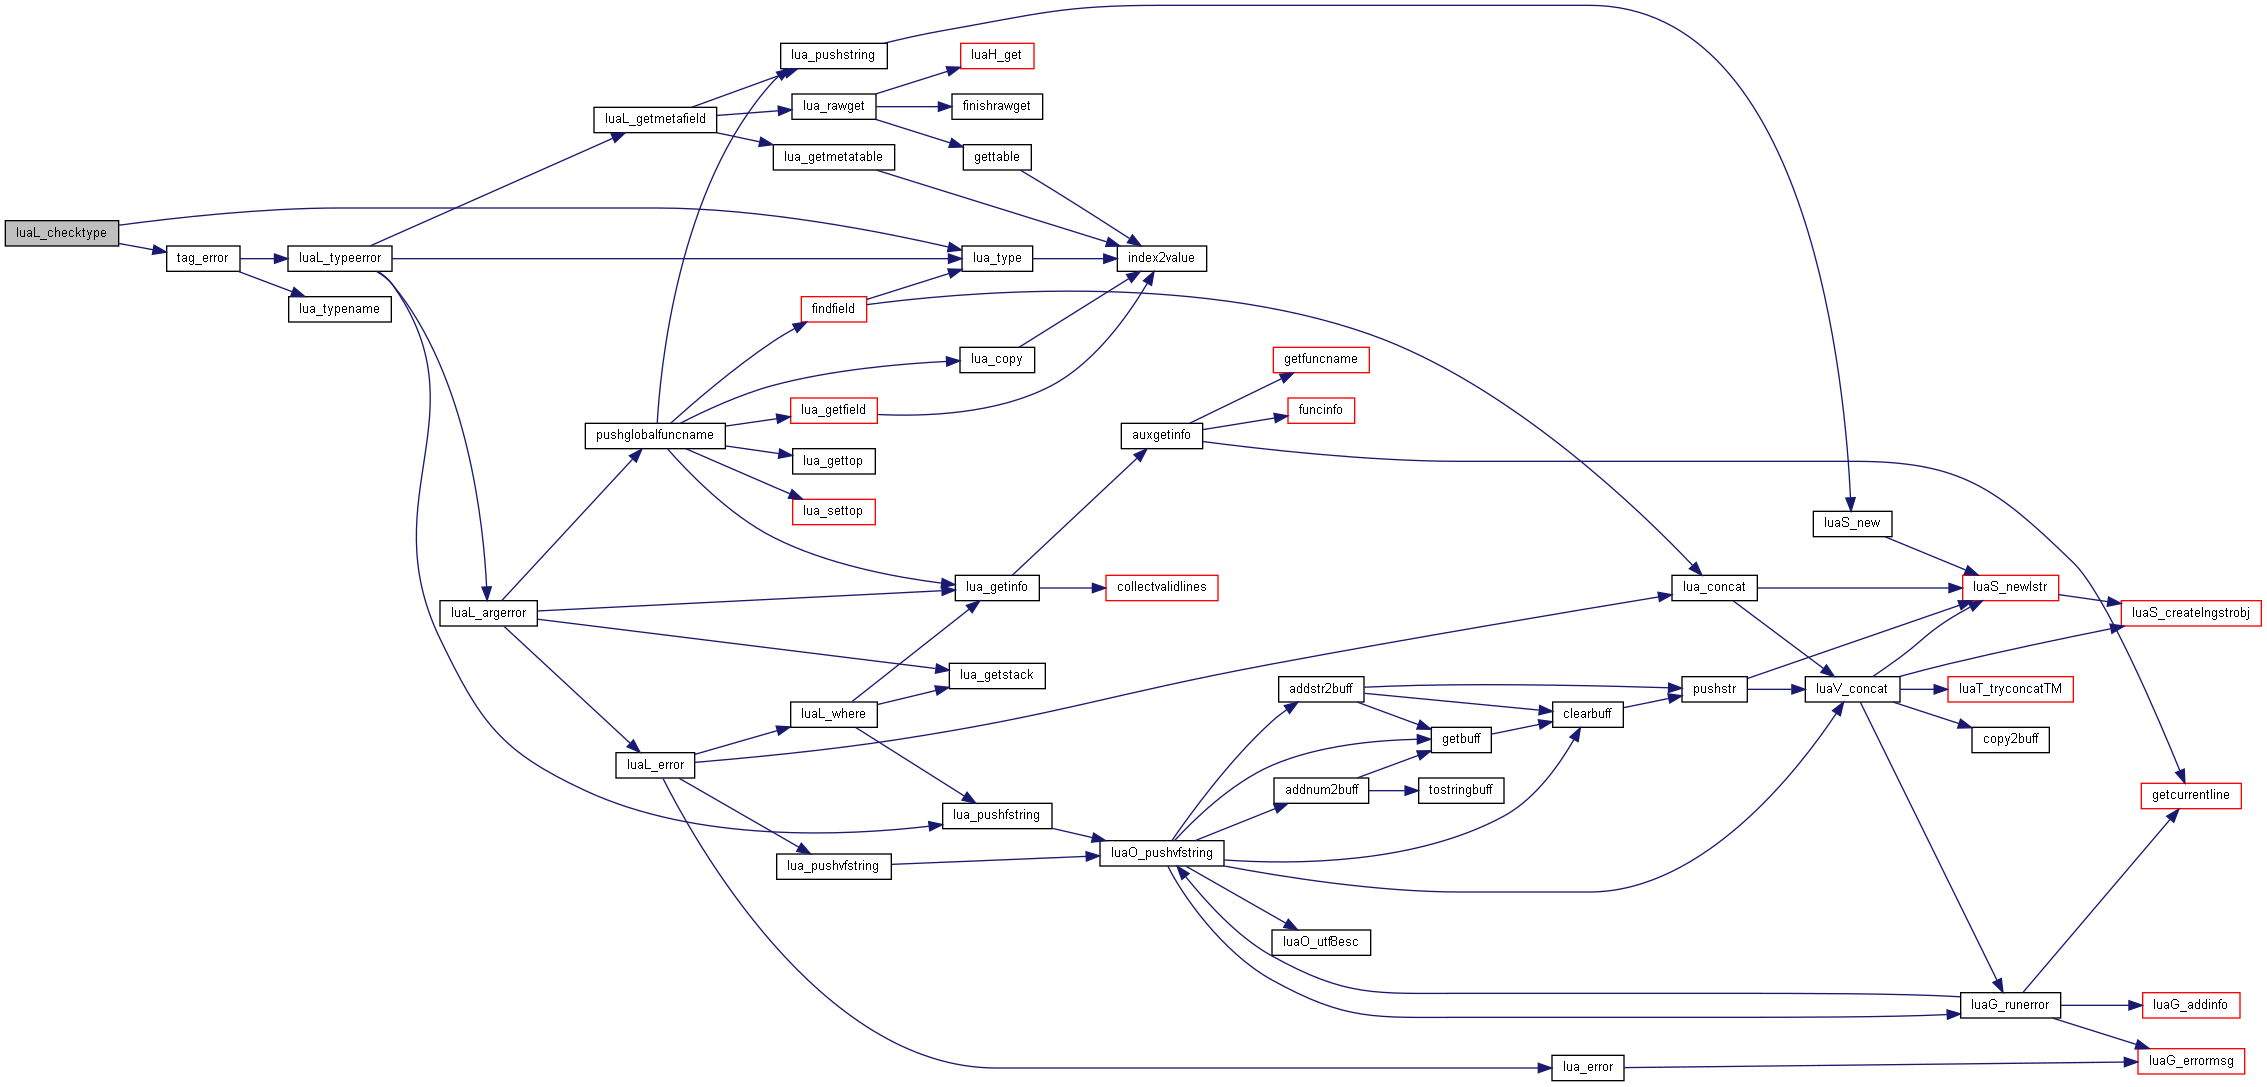 lua_pushstring
luaH_get
lua_rawget
finishrawget
luaL_getmetafield
lua_getmetatable
gettable
luaL_checktype
tag_error
luaL_typeerror
lua_type
index2value
lua_typename
findfield
lua_copy
getfuncname
lua_getfield
funcinfo
pushglobalfuncname
auxgetinfo
lua_gettop
lua_settop
luaS_new
lua_getinfo
collectvalidlines
lua_concat
luaS_newlstr
luaL_argerror
luaS_createlngstrobj
lua_getstack
addstr2buff
pushstr
luaV_concat
luaT_tryconcatTM
luaL_where
clearbuff
getbuff
copy2buff
luaL_error
addnum2buff
tostringbuff
getcurrentline
lua_pushfstring
luaO_pushvfstring
lua_pushvfstring
luaO_utf8esc
luaG_runerror
luaG_addinfo
lua_error
luaG_errormsg